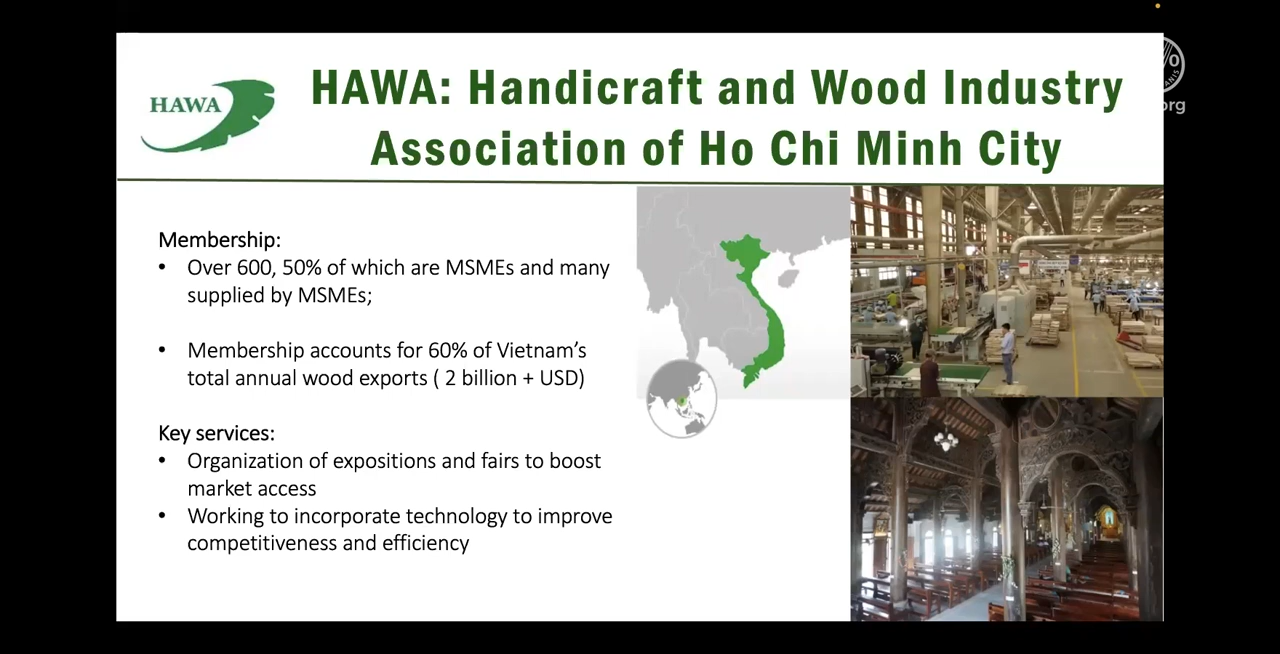 HAWA
HAWA: Handicraft and Wood Industry
Association of Ho Chi Minh City
org
Membership:
• Over 600, 50% of which are MSMEs and many
supplied by MSMEs;
• Membership accounts for 60% of Vietnam's
total annual wood exports ( 2 billion + USD)
Key services:
• Organization of expositions and fairs to boost
market access
• Working to incorporate technology to improve
competitiveness and efficiency